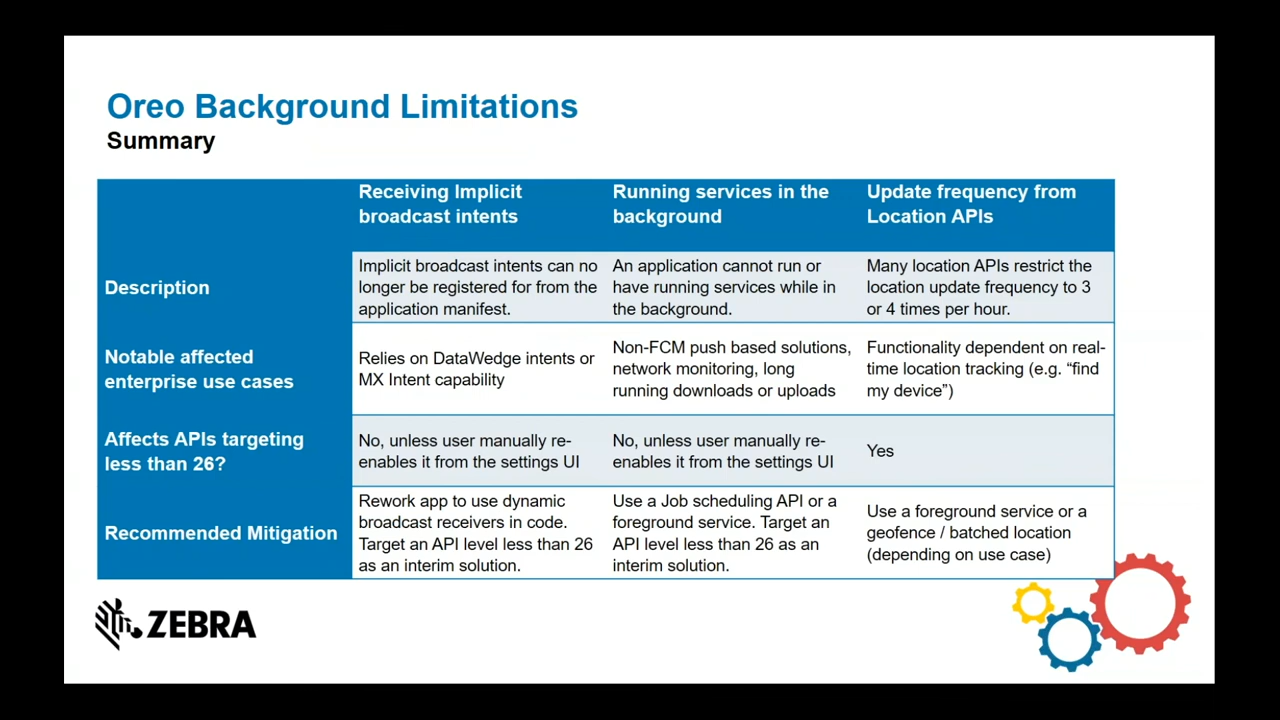 Oreo Background Limitations
Summary
Receiving Implicit
broadcast intents
Running services in the
background
Update frequency from
Location APIs
Description
Implicit broadcast intents can no
longer be registered for from the
application manifest.
An application cannot run or
have running services while in
the background.
Many location APIs restrict the
location update frequency to 3
or 4 times per hour.
Notable affected
enterprise use cases
Relies on DataWedge intents or
MX Intent capability
Non-FCM push based solutions,
network monitoring, long
running downloads or uploads
Functionality dependent on real-
time location tracking (e.g. “find
my device”)
Affects APIs targeting
less than 26?
No, unless user manually re-
enables it from the settings UI
No, unless user manually re-
enables it from the settings UI
Yes
Recommended Mitigation
Rework app to use dynamic
broadcast receivers in code.
Target an API level less than 26
as an interim solution.
Use a Job scheduling API or a
foreground service. Target an
API level less than 26 as an
interim solution.
Use a foreground service or a
geofence / batched location
(depending on use case)
ZEBRA